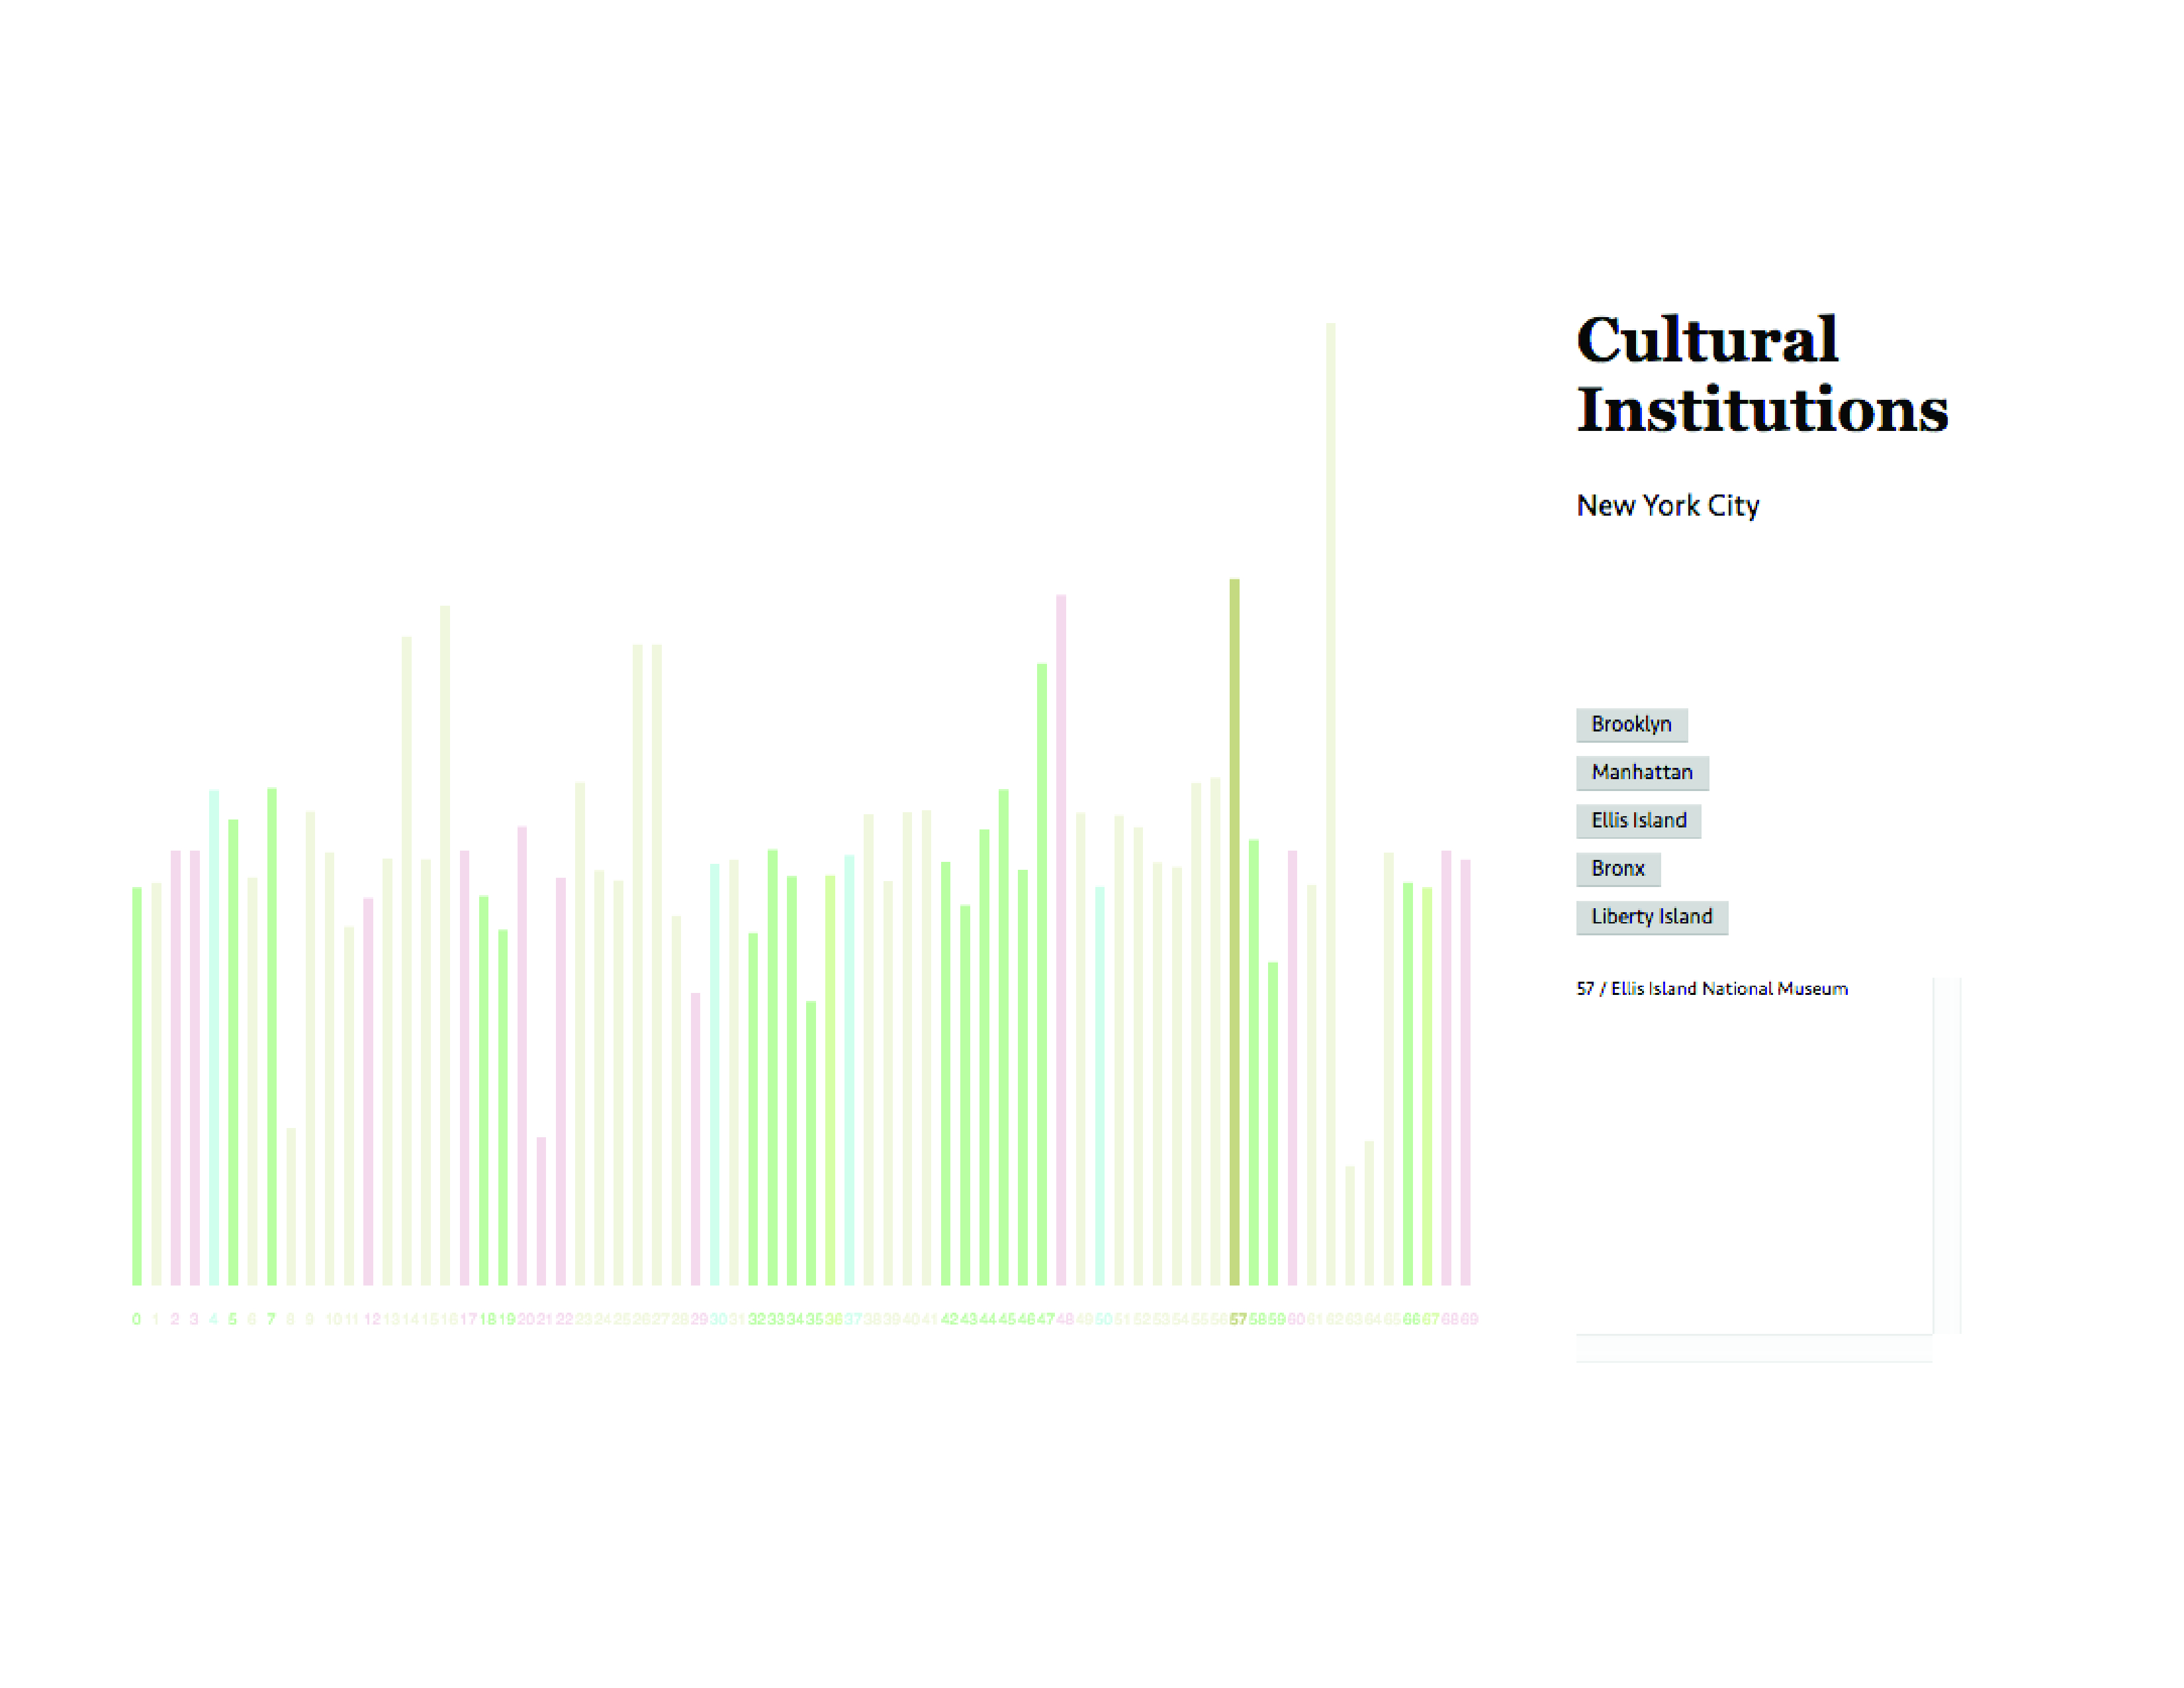 Cultural
Institutions
New York City
Brooklyn
Manhattan
Ellis Island
Bronx
Liberty Island
57 / Ellis Island National Museum
0 1 2 3 4 5 6 7 8 9 10 11 12 13 14 15 16 17 18 19 20 21 22 23 24 25 26 27 28 29 30 31 32 33 34 35 36 37 38 39 40 41 42 43 44 45 46 47 48 49 50 51 52 53 54 55 56 57 58 59 60 61 62 63 64 65 66 67 68 69